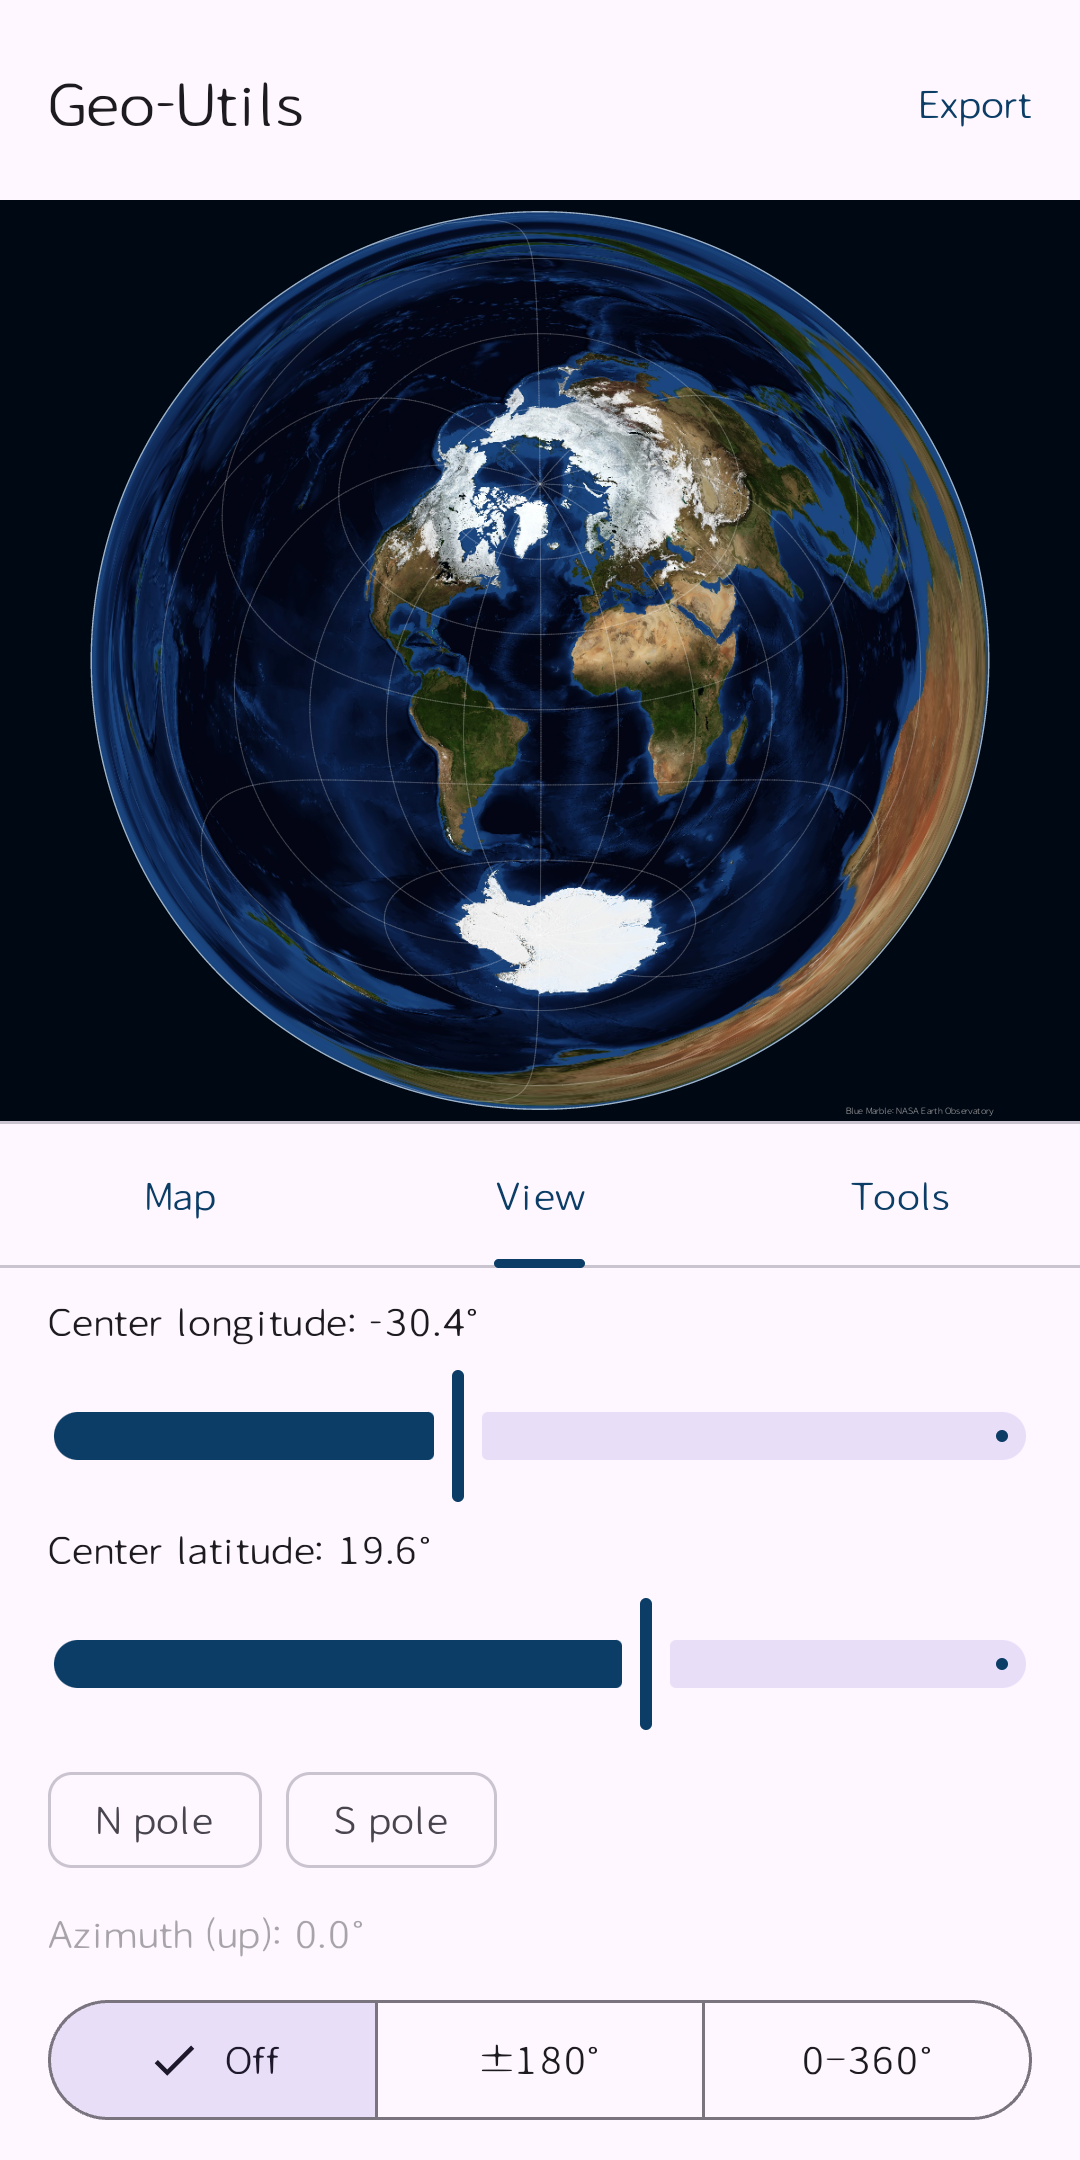 Geo-Utils
Export
Blue Marble: NASA Earth Observatory
Map
View
Tools
Center longitude: -30.4°
Center latitude: 19.6°
N pole
S pole
Azimuth (up): 0.0°
Off
±180°
0–360°